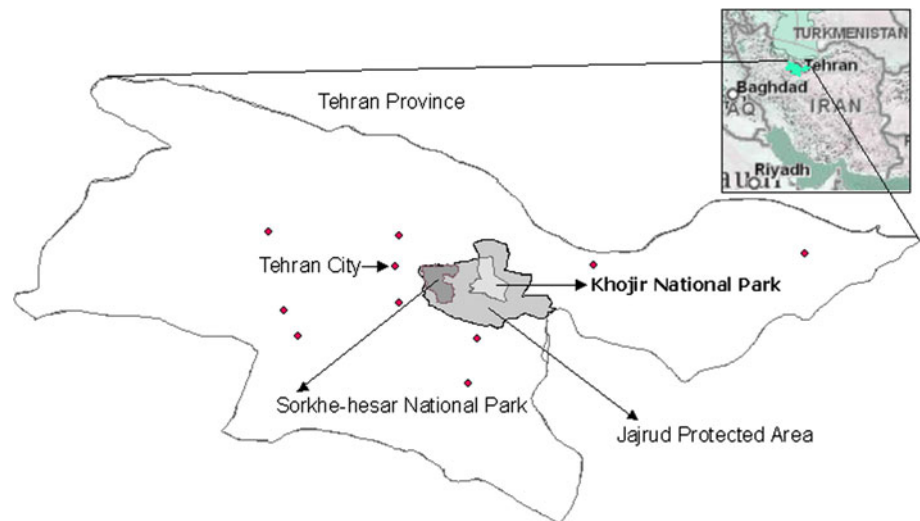 TURKMENISTAN
Tehran
Baghdad
IRAN
AQ
Riyadh
Tehran Province
Tehran City
Khojir National Park
Sorkhe-hesar National Park
Jajrud Protected Area